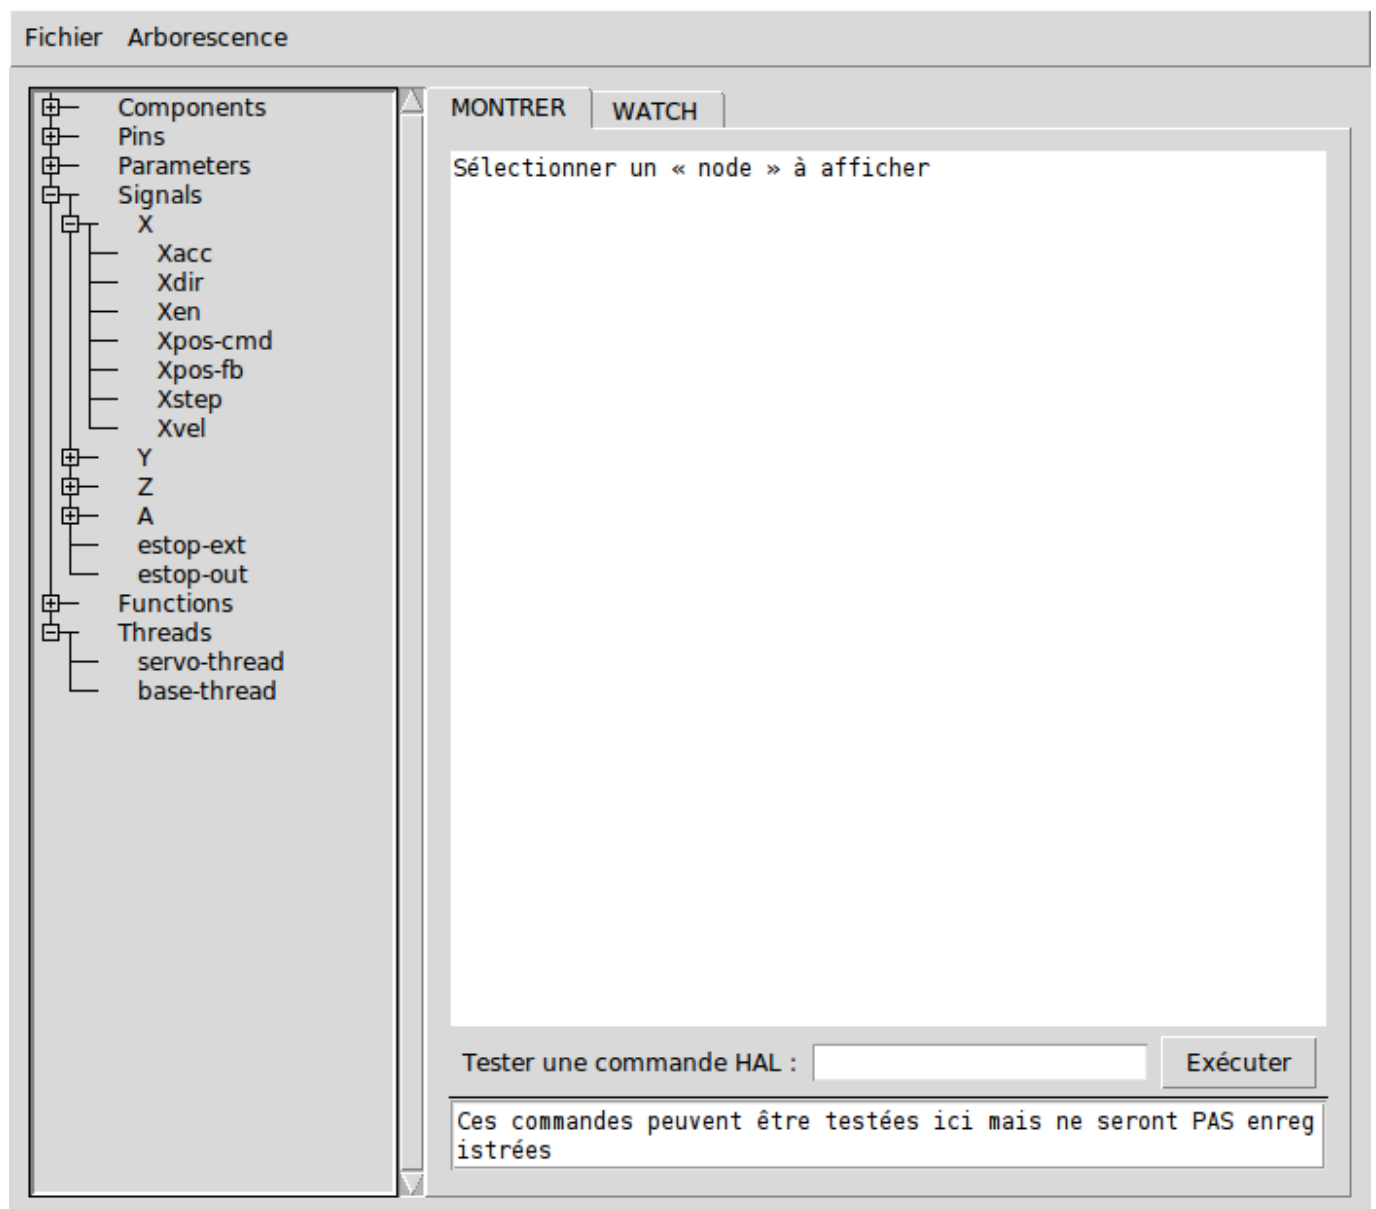 Fichier Arborescence
Components
Pins
Parameters
Signals
X
Xacc
Xdir
Xen
Xpos-cmd
Xpos-fb
Xstep
Xvel
Y
Z
A
estop-ext
estop-out
Functions
Threads
servo-thread
base-thread
MONTRER WATCH
Sélectionner un « node » à afficher
Tester une commande HAL : Exécuter
Ces commandes peuvent être testées ici mais ne seront PAS enreg
istrées